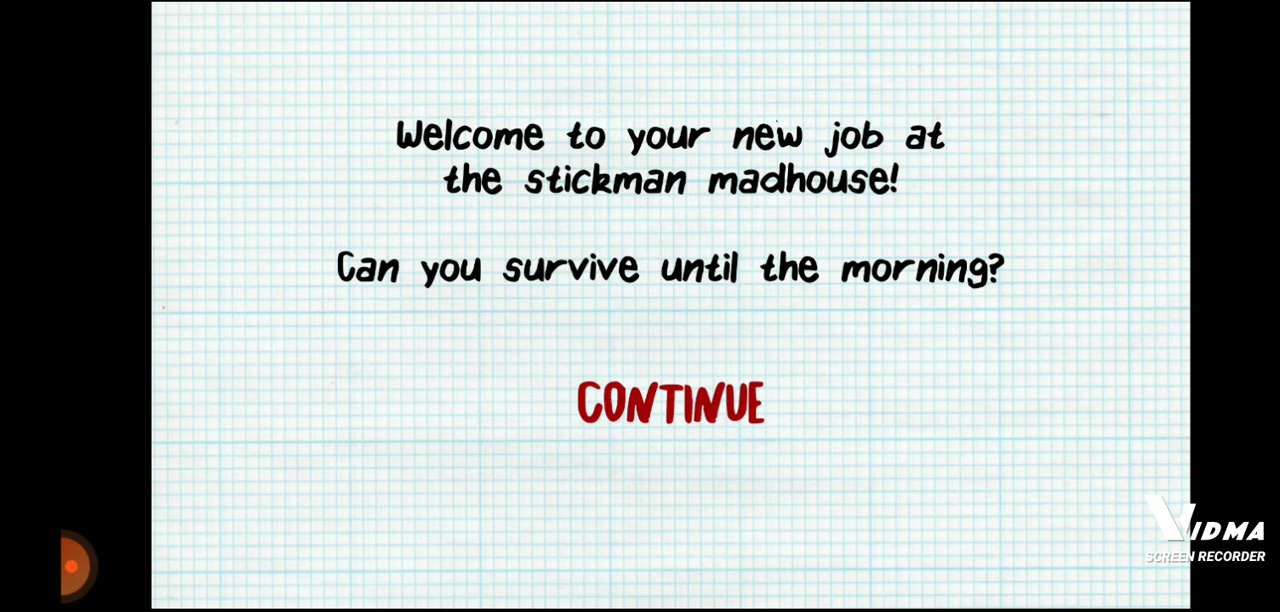 Welcome to your new job at
the stickman madhouse!
Can you survive until the morning?
CONTINUE
VIDMA
SCREEN RECORDER